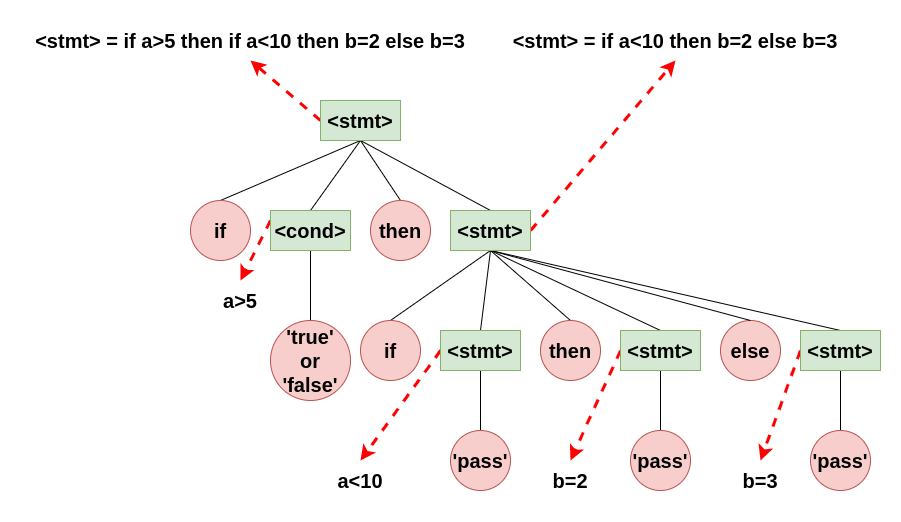 <stmt> = if a>5 then if a<10 then b=2 else b=3
<stmt> = if a<10 then b=2 else b=3
<stmt>
if
<cond>
then
<stmt>
a>5
'true'
or
'false'
if
<stmt>
then
<stmt>
else
<stmt>
'pass'
'pass'
'pass'
a<10
b=2
b=3